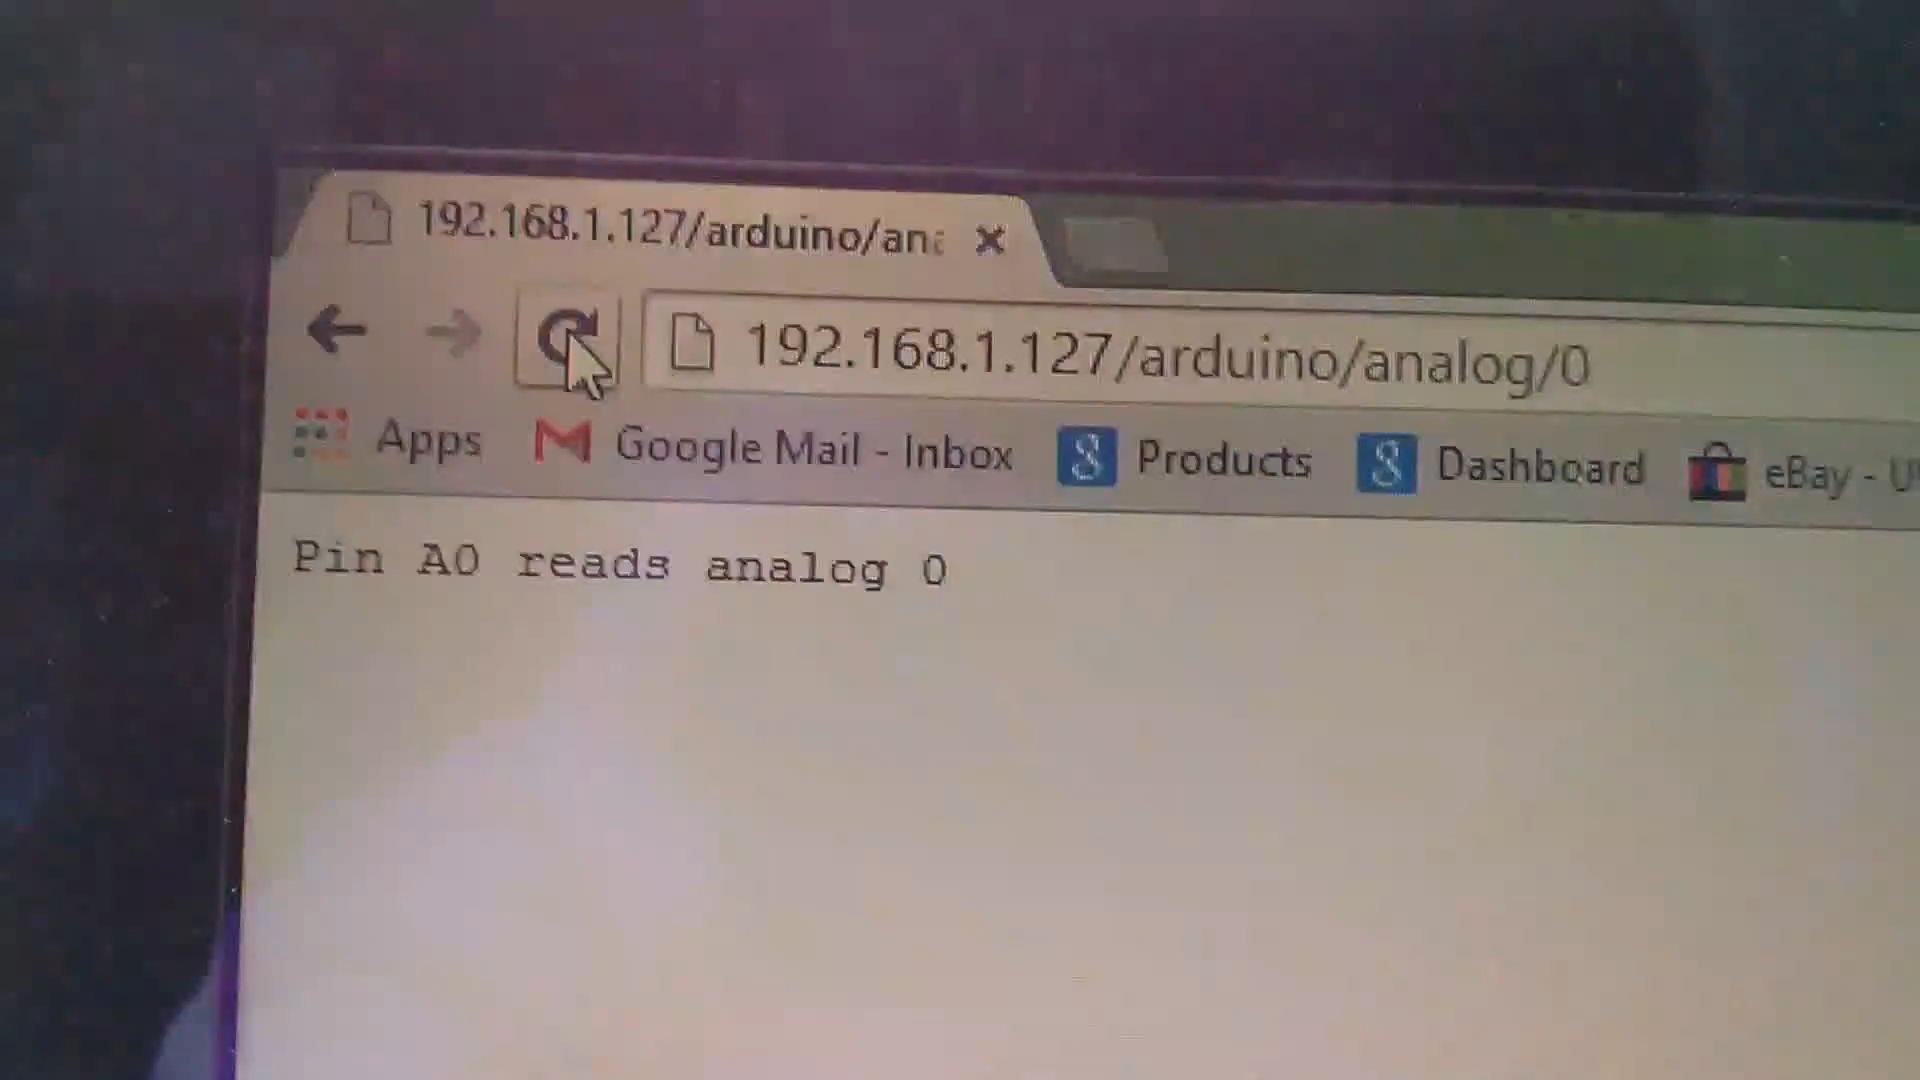 192.168.1.127/arduino/ana
192.168.1.127/arduino/analog/0
Apps Google Mail - Inbox Products Dashboard eBay - U
Pin A0 reads analog 0